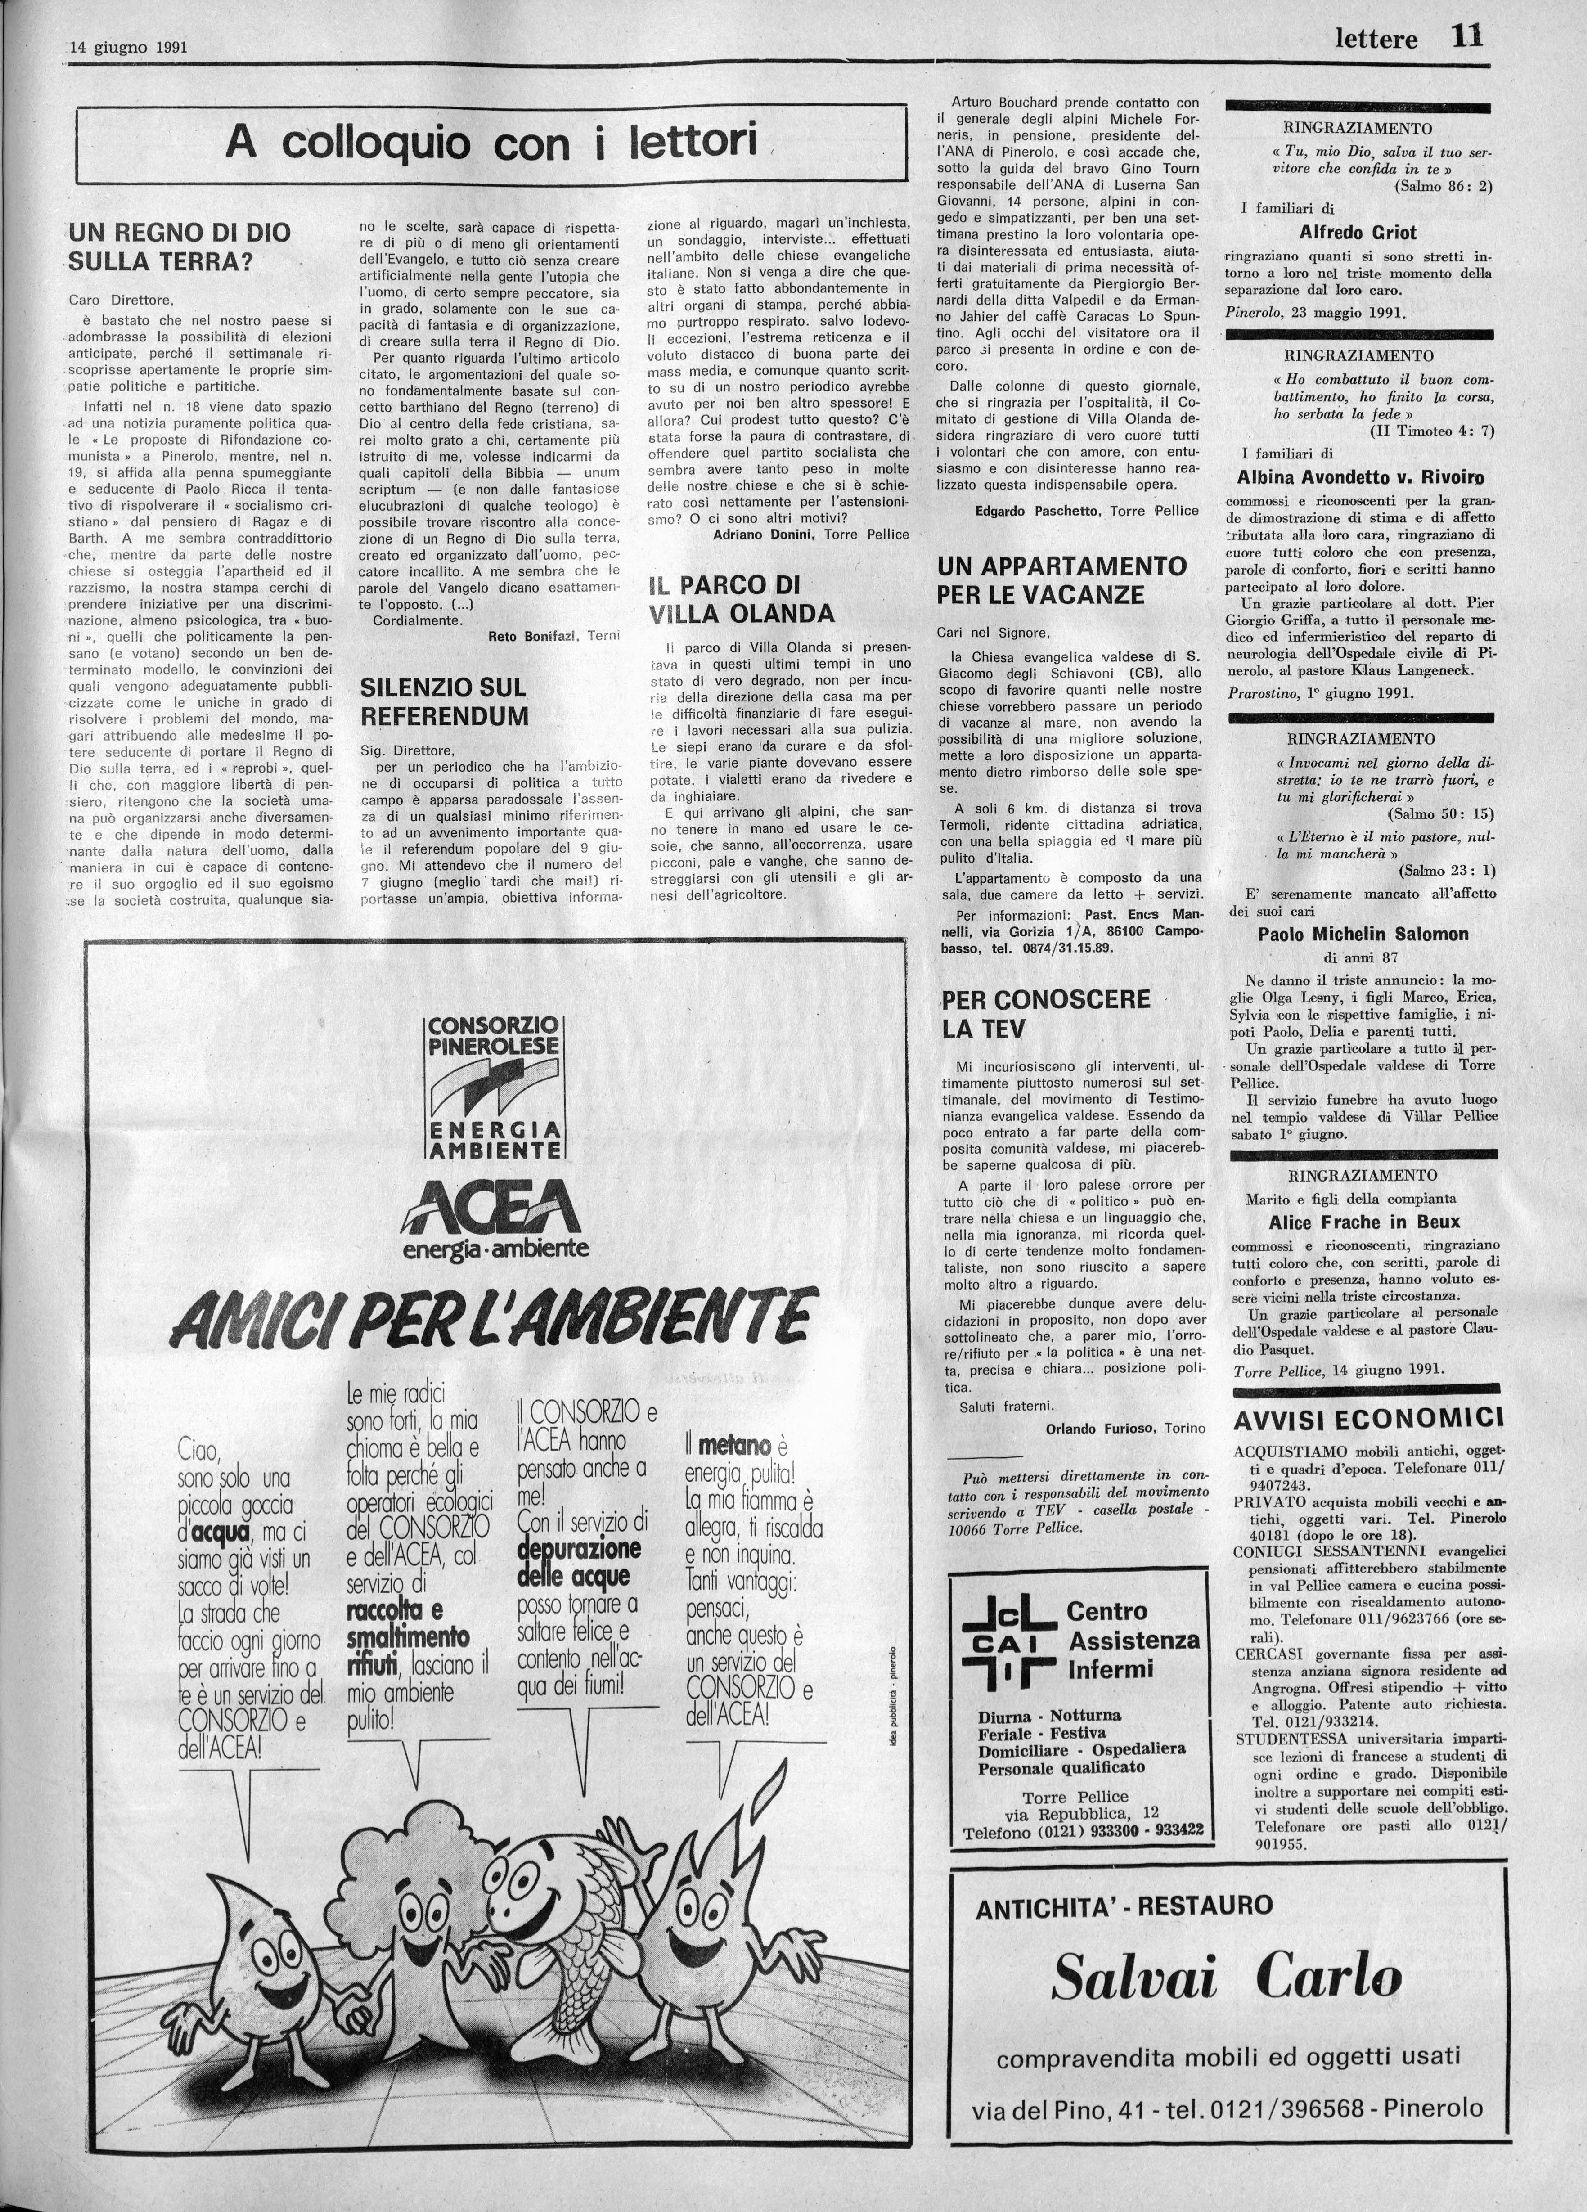 14 giugno 1991
lettere 11
A colloquio con i lettori
UN REGNO DI DIO
SULLA TERRA?
Caro Direttore,
è bastato che nel nostro paese si
adombrasse la possibilità di elezioni
anticipate, perché il settimanale ri-
scoprisse apertamente le proprie sim-
patie politiche e partitiche.
Infatti nel n. 18 viene dato spazio
ad una notizia puramente politica qua-
le « Le proposte di Rifondazione co-
munista » a Pinerolo, mentre, nel n.
19, si affida alla penna spumeggiante
e seducente di Paolo Ricca il tenta-
tivo di rispolverare il « socialismo cri-
stiano » dal pensiero di Ragaz e di
Barth. A me sembra contraddittorio
che, mentre da parte delle nostre
chiese si osteggia l'apartheid ed il
razzismo, la nostra stampa cerchi di
prendere iniziative per una discrimi-
nazione, almeno psicologica, tra « buo-
ni », quelli che politicamente la pen-
sano (e votano) secondo un ben de-
terminato modello, le convinzioni dei
quali vengono adeguatamente pubbli-
cizzate come le uniche in grado di
risolvere i problemi del mondo, ma-
gari attribuendo alle medesime il po-
tere seducente di portare il Regno di
Dio sulla terra, ed i « reprobi », quel-
li che, con maggiore libertà di pen-
siero, ritengono che la società uma-
na può organizzarsi anche diversamen-
te e che dipende in modo determi-
nante dalla natura dell'uomo, dalla
maniera in cui è capace di contene-
re il suo orgoglio ed il suo egoismo
se la società costruita, qualunque sia-
no le scelte, sarà capace di rispetta-
re di più o di meno gli orientamenti
dell'Evangelo, e tutto ciò senza creare
artificialmente nella gente l'utopia che
l'uomo, di certo sempre peccatore, sia
in grado, solamente con le sue ca-
pacità di fantasia e di organizzazione,
di creare sulla terra il Regno di Dio.
Per quanto riguarda l'ultimo articolo
citato, le argomentazioni del quale so-
no fondamentalmente basate sul con-
cetto barthiano del Regno (terreno) di
Dio al centro della fede cristiana, sa-
rei molto grato a chi, certamente più
istruito di me, volesse indicarmi da
quali capitoli della Bibbia — unum
scriptum — (e non dalle fantasiose
elucubrazioni di qualche teologo) è
possibile trovare riscontro alla conce-
zione di un Regno di Dio sulla terra,
creato ed organizzato dall'uomo, pec-
catore incallito. A me sembra che le
parole del Vangelo dicano esattamen-
te l'opposto. (...)
Cordialmente.
Reto Bonifazi, Terni
SILENZIO SUL
REFERENDUM
Sig. Direttore,
per un periodico che ha l'ambizio-
ne di occuparsi di politica a tutto
campo è apparsa paradossale l'assen-
za di un qualsiasi minimo riferimen-
to ad un avvenimento importante qua-
le il referendum popolare del 9 giu-
gno. Mi attendevo che il numero del
7 giugno (meglio tardi che mai!) ri-
portasse un'ampia, obiettiva informa-
zione al riguardo, magari un'inchiesta,
un sondaggio, interviste... effettuati
nell'ambito delle chiese evangeliche
italiane. Non si venga a dire che que-
sto è stato fatto abbondantemente in
altri organi di stampa, perché abbia-
mo purtroppo respirato, salvo lodevo-
li eccezioni, l'estrema reticenza e il
voluto distacco di buona parte dei
mass media, e comunque quanto scrit-
to su di un nostro periodico avrebbe
avuto per noi ben altro spessore! E
allora? Cui prodest tutto questo? C'è
stata forse la paura di contrastare, di
offendere quel partito socialista che
sembra avere tanto peso in molte
delle nostre chiese e che si è schie-
rato così nettamente per l'astensioni-
smo? O ci sono altri motivi?
Adriano Donini, Torre Pellice
IL PARCO DI
VILLA OLANDA
Il parco di Villa Olanda si presen-
tava in questi ultimi tempi in uno
stato di vero degrado, non per incu-
ria della direzione della casa ma per
le difficoltà finanziarie di fare esegui-
re i lavori necessari alla sua pulizia.
Le siepi erano da curare e da sfol-
tire, le varie piante dovevano essere
potate, i vialetti erano da rivedere e
da inghiaiare.
E qui arrivano gli alpini, che san-
no tenere in mano ed usare le ce-
soie, che sanno, all'occorrenza, usare
picconi, pale e vanghe, che sanno de-
streggiarsi con gli utensili e gli ar-
nesi dell'agricoltore.
Arturo Bouchard prende contatto con
il generale degli alpini Michele For-
neris, in pensione, presidente del-
l'ANA di Pinerolo, e così accade che,
sotto la guida del bravo Gino Tourn
responsabile dell'ANA di Luserna San
Giovanni, 14 persone, alpini in con-
gedo e simpatizzanti, per ben una set-
timana prestino la loro volontaria ope-
ra disinteressata ed entusiasta, aiuta-
ti dai materiali di prima necessità of-
ferti gratuitamente da Piergiorgio Ber-
nardi della ditta Valpedil e da Erman-
no Jahier del caffè Caracas Lo Spun-
tino. Agli occhi del visitatore ora il
parco si presenta in ordine e con de-
coro.
Dalle colonne di questo giornale,
che si ringrazia per l'ospitalità, il Co-
mitato di gestione di Villa Olanda de-
sidera ringraziare di vero cuore tutti
i volontari che con amore, con entu-
siasmo e con disinteresse hanno rea-
lizzato questa indispensabile opera.
Edgardo Paschetto, Torre Pellice
UN APPARTAMENTO
PER LE VACANZE
Cari nel Signore,
la Chiesa evangelica valdese di S.
Giacomo degli Schiavoni (CB), allo
scopo di favorire quanti nelle nostre
chiese vorrebbero passare un periodo
di vacanze al mare, non avendo la
possibilità di una migliore soluzione,
mette a loro disposizione un apparta-
mento dietro rimborso delle sole spe-
se.
A soli 6 km. di distanza si trova
Termoli, ridente cittadina adriatica,
con una bella spiaggia ed il mare più
pulito d'Italia.
L'appartamento è composto da una
sala, due camere da letto + servizi.
Per informazioni: Past. Enos Man-
nelli, via Gorizia 1/A, 86100 Campo-
basso, tel. 0874/31.15.89.
PER CONOSCERE
LA TEV
Mi incuriosiscono gli interventi, ul-
timamente piuttosto numerosi sul set-
timanale, del movimento di Testimo-
nianza evangelica valdese. Essendo da
poco entrato a far parte della com-
posita comunità valdese, mi piacereb-
be saperne qualcosa di più.
A parte il loro palese orrore per
tutto ciò che di « politico » può en-
trare nella chiesa e un linguaggio che,
nella mia ignoranza, mi ricorda quel-
lo di certe tendenze molto fondamen-
taliste, non sono riuscito a sapere
molto altro a riguardo.
Mi piacerebbe dunque avere delu-
cidazioni in proposito, non dopo aver
sottolineato che, a parer mio, l'orro-
re/rifiuto per « la politica » è una net-
ta, precisa e chiara... posizione poli-
tica.
Saluti fraterni.
Orlando Furioso, Torino
Può mettersi direttamente in con-
tatto con i responsabili del movimento
scrivendo a TEV - casella postale -
10066 Torre Pellice.
CAI
Centro
Assistenza
Infermi
Diurna - Notturna
Feriale - Festiva
Domiciliare - Ospedaliera
Personale qualificato
Torre Pellice
via Repubblica, 12
Telefono (0121) 933300 - 933422
RINGRAZIAMENTO
« Tu, mio Dio, salva il tuo ser-
vitore che confida in te »
(Salmo 86: 2)
I familiari di
Alfredo Griot
ringraziano quanti si sono stretti in-
torno a loro nel triste momento della
separazione dal loro caro.
Pinerolo, 23 maggio 1991.
RINGRAZIAMENTO
« Ho combattuto il buon com-
battimento, ho finito la corsa,
ho serbata la fede »
(II Timoteo 4: 7)
I familiari di
Albina Avondetto v. Rivoiro
commossi e riconoscenti per la gran-
de dimostrazione di stima e di affetto
tributata alla loro cara, ringraziano di
cuore tutti coloro che con presenza,
parole di conforto, fiori e scritti hanno
partecipato al loro dolore.
Un grazie particolare al dott. Pier
Giorgio Griffa, a tutto il personale me-
dico ed infermieristico del reparto di
neurologia dell'Ospedale civile di Pi-
nerolo, al pastore Klaus Langeneck.
Prarostino, 1° giugno 1991.
RINGRAZIAMENTO
« Invocami nel giorno della di-
stretta; io te ne trarrò fuori, e
tu mi glorificherai »
(Salmo 50: 15)
« L'Eterno è il mio pastore, nul-
la mi mancherà »
(Salmo 23: 1)
E' serenamente mancato all'affetto
dei suoi cari
Paolo Michelin Salomon
di anni 87
Ne danno il triste annuncio: la mo-
glie Olga Lesny, i figli Marco, Erica,
Sylvia con le rispettive famiglie, i ni-
poti Paolo, Delia e parenti tutti.
Un grazie particolare a tutto il per-
sonale dell'Ospedale valdese di Torre
Pellice.
Il servizio funebre ha avuto luogo
nel tempio valdese di Villar Pellice
sabato 1° giugno.
RINGRAZIAMENTO
Marito e figli della compianta
Alice Frache in Beux
commossi e riconoscenti, ringraziano
tutti coloro che, con scritti, parole di
conforto e presenza, hanno voluto es-
sere vicini nella triste circostanza.
Un grazie particolare al personale
dell'Ospedale valdese e al pastore Clau-
dio Pasquet.
Torre Pellice, 14 giugno 1991.
AVVISI ECONOMICI
ACQUISTIAMO mobili antichi, ogget-
ti e quadri d'epoca. Telefonare 011/
9407243.
PRIVATO acquista mobili vecchi e an-
tichi, oggetti vari. Tel. Pinerolo
40181 (dopo le ore 18).
CONIUGI SESSANTENNI evangelici
pensionati affitterebbero stabilmente
in val Pellice camera e cucina possi-
bilmente con riscaldamento autono-
mo. Telefonare 011/9623766 (ore se-
rali).
CERCASI governante fissa per assi-
stenza anziana signora residente ad
Angrogna. Offresi stipendio + vitto
e alloggio. Patente auto richiesta.
Tel. 0121/933214.
STUDENTESSA universitaria imparti-
sce lezioni di francese a studenti di
ogni ordine e grado. Disponibile
inoltre a supportare nei compiti esti-
vi studenti delle scuole dell'obbligo.
Telefonare ore pasti allo 0121/
901955.
CONSORZIO
PINEROLESE
ENERGIA
AMBIENTE
ACEA
energia·ambiente
AMICI PER L'AMBIENTE
Ciao,
sono solo una
piccola goccia
d'acqua, ma ci
siamo già visti un
sacco di volte!
La strada che
faccio ogni giorno
per arrivare fino a
te è un servizio del
CONSORZIO e
dell'ACEA!
Le mie radici
sono forti, la mia
chioma è bella e
folta perché gli
operatori ecologici
del CONSORZIO
e dell'ACEA, col
servizio di
raccolta e
smaltimento
rifiuti, lasciano il
mio ambiente
pulito!
Il CONSORZIO e
l'ACEA hanno
pensato anche a
me!
Con il servizio di
depurazione
delle acque
posso tornare a
saltare felice e
contento nell'ac-
qua dei fiumi!
Il metano è
energia pulita!
La mia fiamma è
allegra, ti riscalda
e non inquina.
Tanti vantaggi:
pensaci,
anche questo è
un servizio del
CONSORZIO e
dell'ACEA!
idea pubblicità - pinerolo
ANTICHITA' - RESTAURO
Salvai Carlo
compravendita mobili ed oggetti usati
via del Pino, 41 - tel. 0121/396568 - Pinerolo